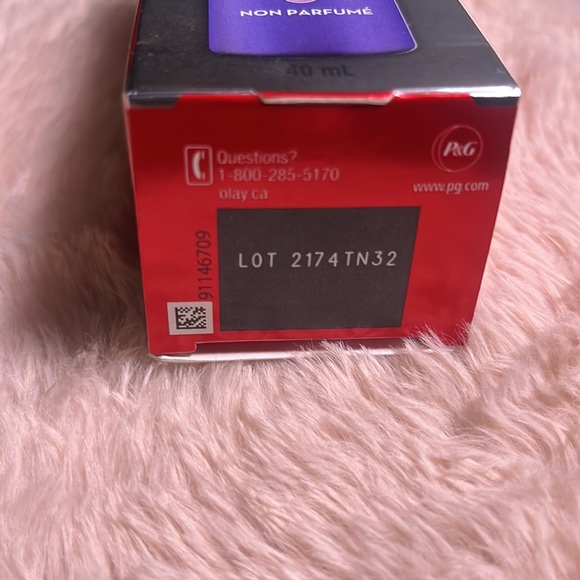 NON PARFUMÉ
40 mL
Questions?
1-800-285-5170
olay.ca
P&G
www.pg.com
91146709
LOT 2174TN32